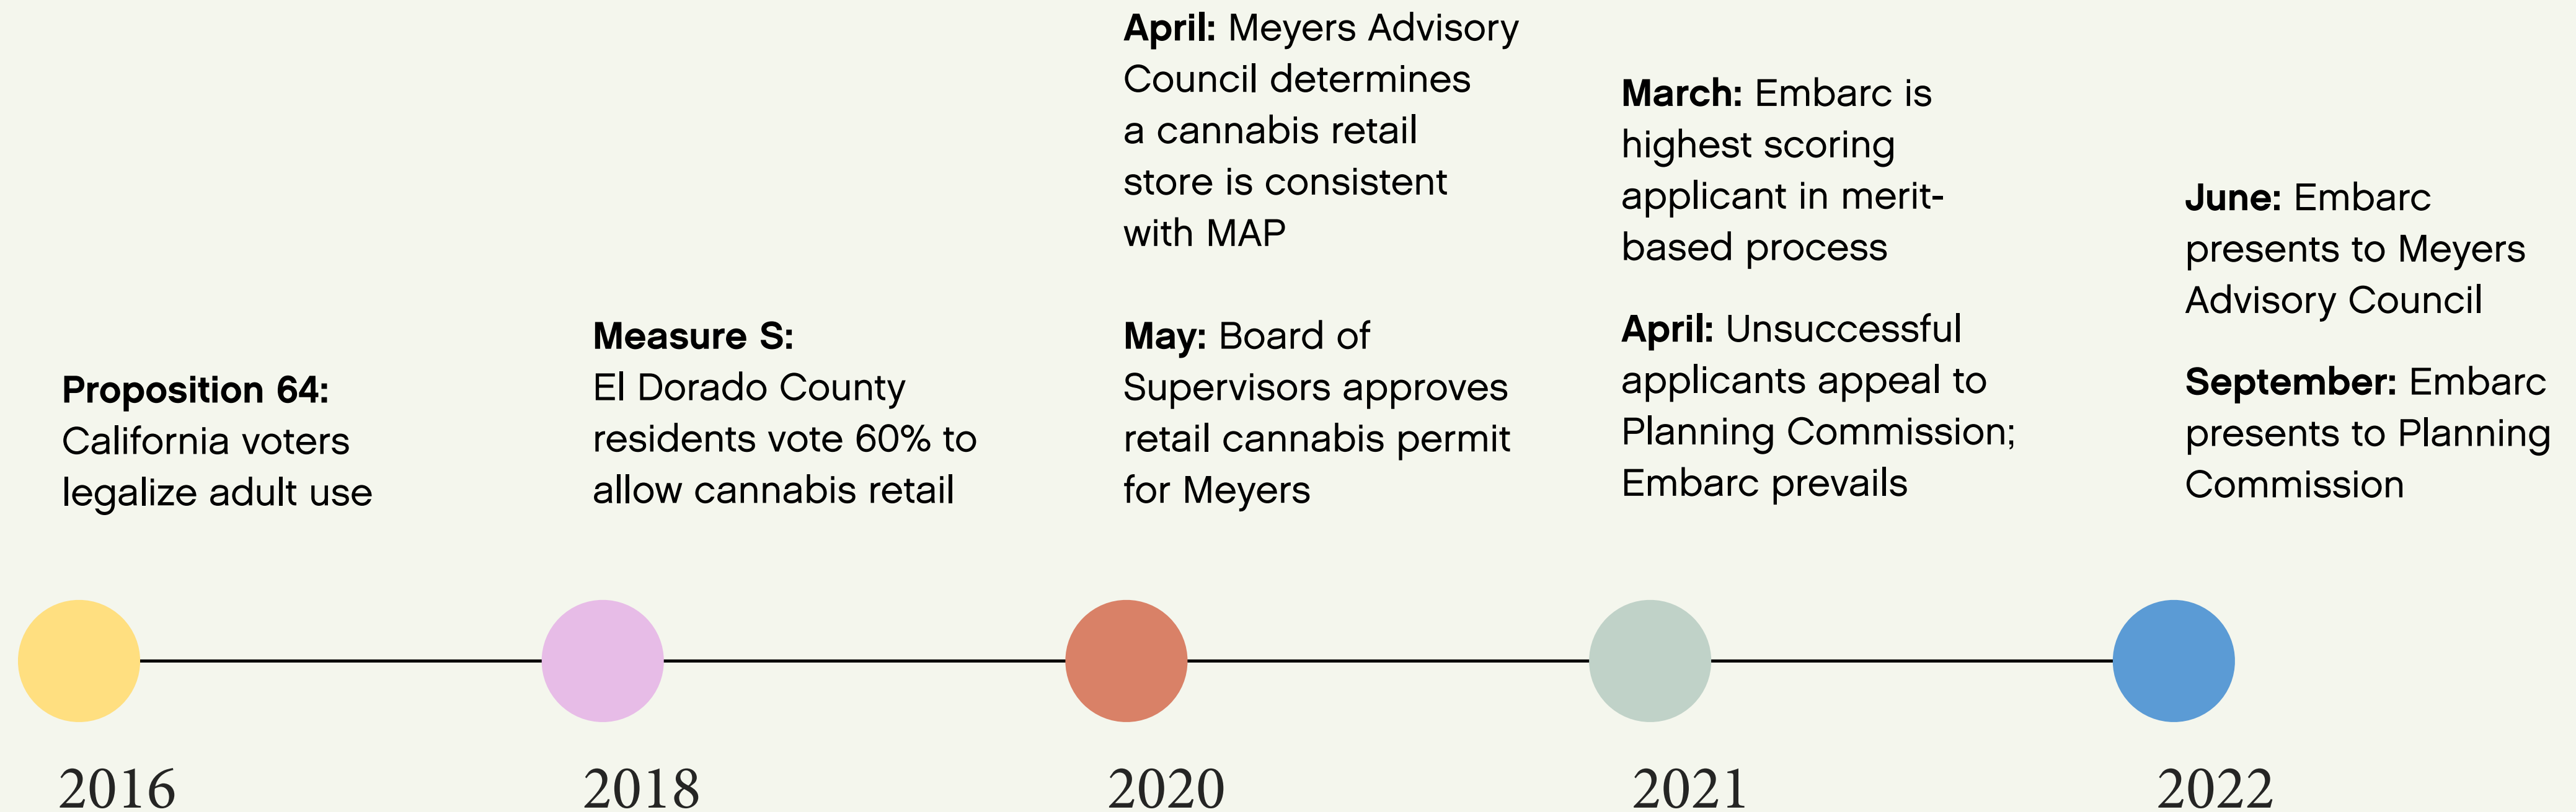 Proposition 64:
California voters
legalize adult use
Measure S:
El Dorado County
residents vote 60% to
allow cannabis retail
April: Meyers Advisory
Council determines
a cannabis retail
store is consistent
with MAP
May: Board of
Supervisors approves
retail cannabis permit
for Meyers
March: Embarc is
highest scoring
applicant in merit-
based process
April: Unsuccessful
applicants appeal to
Planning Commission;
Embarc prevails
June: Embarc
presents to Meyers
Advisory Council
September: Embarc
presents to Planning
Commission
2016
2018
2020
2021
2022